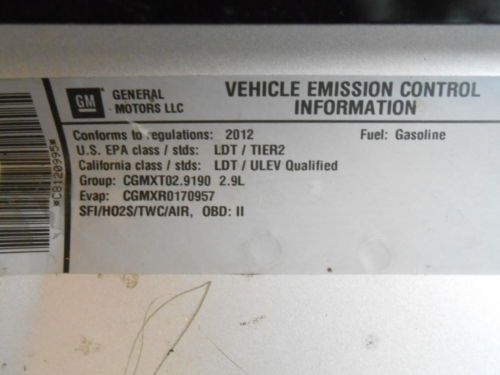 *C8120995*
GM
GENERAL
MOTORS LLC
VEHICLE EMISSION CONTROL
INFORMATION
Conforms to regulations: 2012 Fuel: Gasoline
U.S. EPA class / stds: LDT / TIER2
California class / stds: LDT / ULEV Qualified
Group: CGMXT02.9190 2.9L
Evap: CGMXR0170957
SFI/HO2S/TWC/AIR, OBD: II